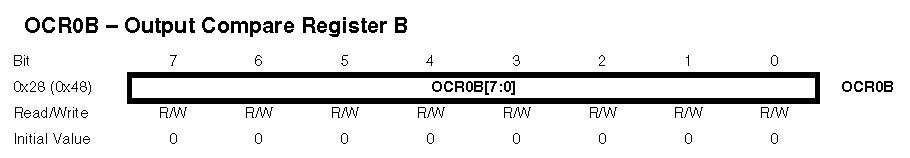 OCR0B – Output Compare Register B
Bit 7 6 5 4 3 2 1 0
0x28 (0x48) OCR0B[7:0] OCR0B
Read/Write R/W R/W R/W R/W R/W R/W R/W R/W
Initial Value 0 0 0 0 0 0 0 0